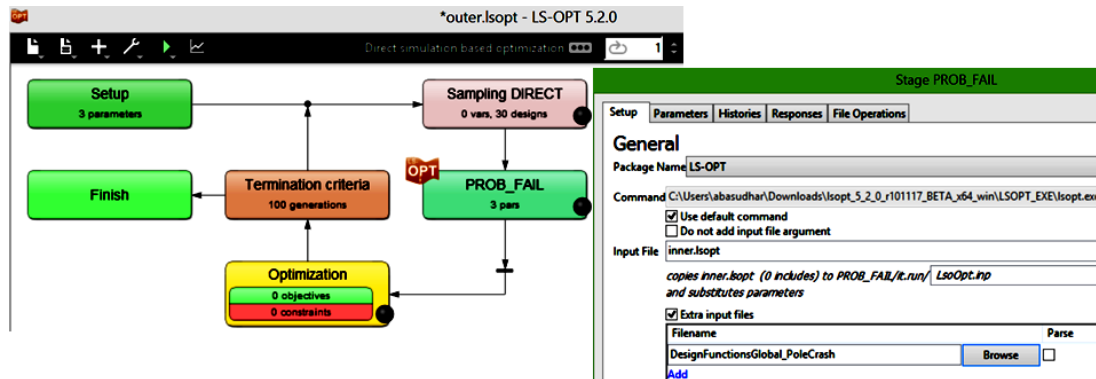 OPT
*outer.lsopt - LS-OPT 5.2.0
Direct simulation based optimization
1
Setup
3 parameters
Sampling DIRECT
0 vars, 30 designs
Finish
Termination criteria
100 generations
LS
OPT
PROB_FAIL
3 pars
Optimization
0 objectives
0 constraints
Stage PROB_FAIL
Setup Parameters Histories Responses File Operations
General
Package Name LS-OPT
Command C:\Users\abasudhar\Downloads\lsopt_5_2_0_r101117_BETA_x64_win\LSOPT_EXE\lsopt.exe
Use default command
Do not add input file argument
Input File inner.lsopt
copies inner.lsopt (0 includes) to PROB_FAIL/it.run/ LsoOpt.inp
and substitutes parameters
Extra input files
Filename Parse
DesignFunctionsGlobal_PoleCrash Browse
Add